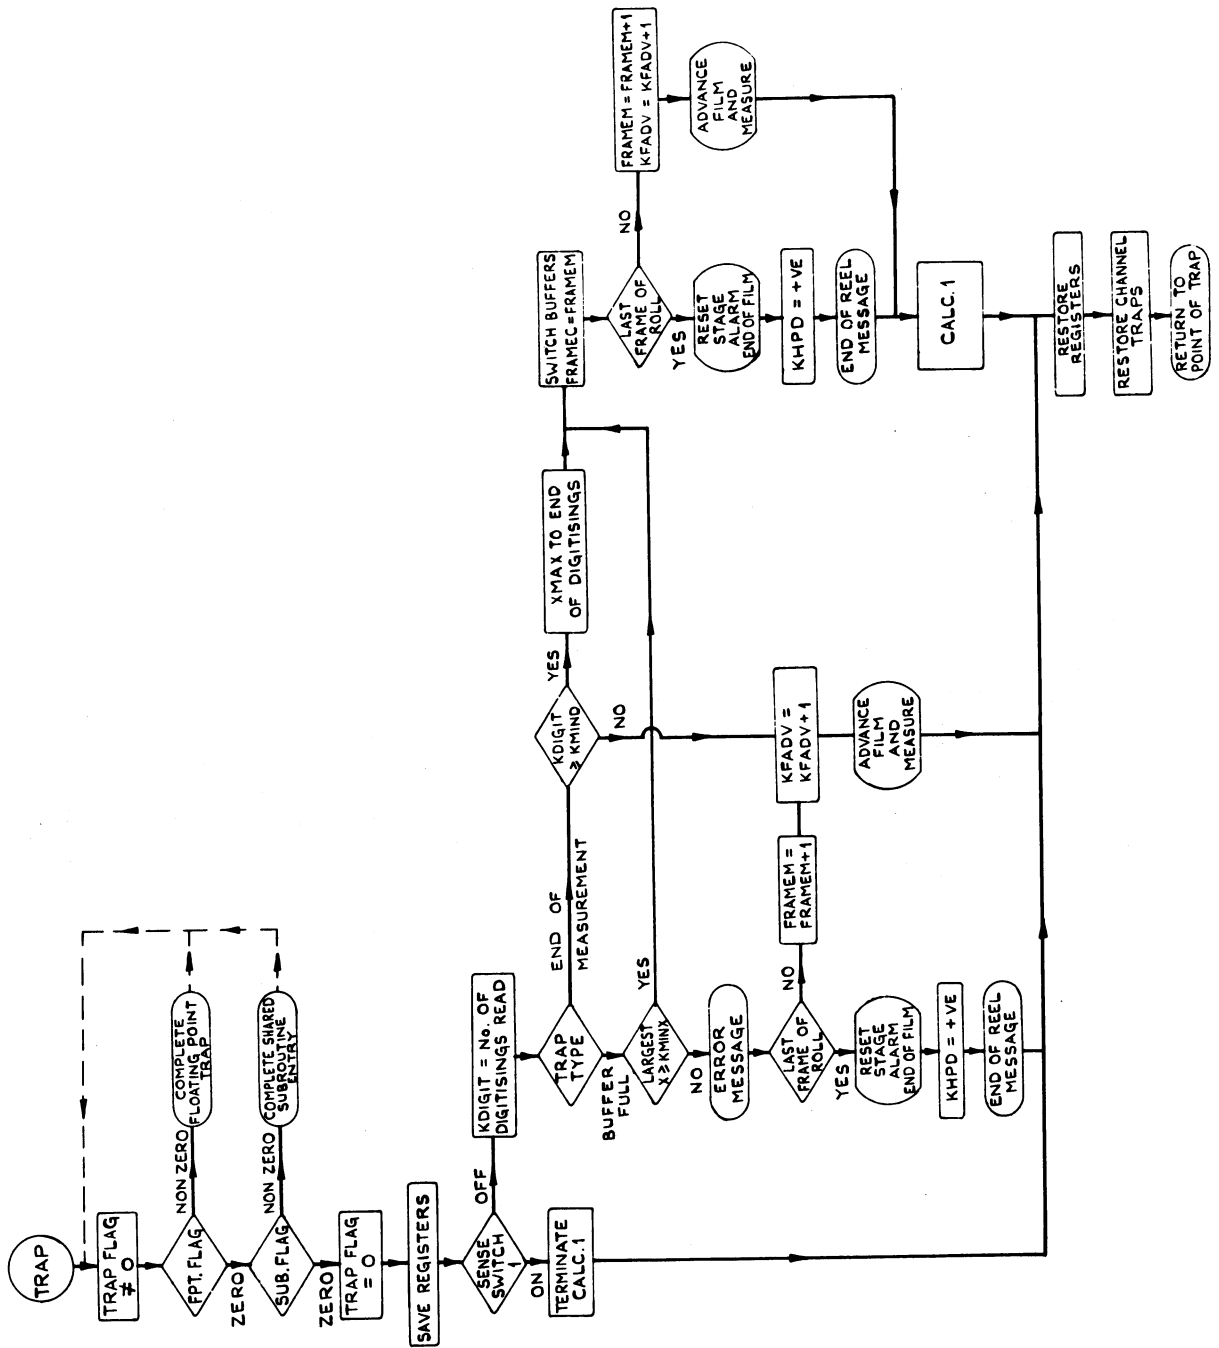 TRAP
TRAP FLAG
≠ 0
FPT. FLAG
NON ZERO
COMPLETE
FLOATING POINT
TRAP
ZERO
SUB. FLAG
NON ZERO
COMPLETE SHARED
SUBROUTINE
ENTRY
ZERO
TRAP FLAG
= 0
SAVE REGISTERS
SENSE
SWITCH
1
OFF
ON
TERMINATE
CALC.1
KDIGIT = No. OF
DIGITISINGS READ
TRAP
TYPE
END OF
MEASUREMENT
BUFFER
FULL
LARGEST
X ≥ KMINX
YES
NO
ERROR
MESSAGE
LAST
FRAME OF
ROLL
NO
YES
RESET
STAGE
ALARM
END OF FILM
KHPD = +VE
END OF REEL
MESSAGE
FRAMEM =
FRAMEM+1
KFADV =
KFADV+1
ADVANCE
FILM
AND
MEASURE
KDIGIT
≥ KMIND
YES
NO
XMAX TO END
OF DIGITISINGS
SWITCH BUFFERS
FRAMEC = FRAMEM
LAST
FRAME OF
ROLL
NO
YES
FRAMEM = FRAMEM+1
KFADV = KFADV+1
ADVANCE
FILM
AND
MEASURE
RESET
STAGE
ALARM
END OF FILM
KHPD = +VE
END OF REEL
MESSAGE
CALC.1
RESTORE
REGISTERS
RESTORE CHANNEL
TRAPS
RETURN TO
POINT OF TRAP